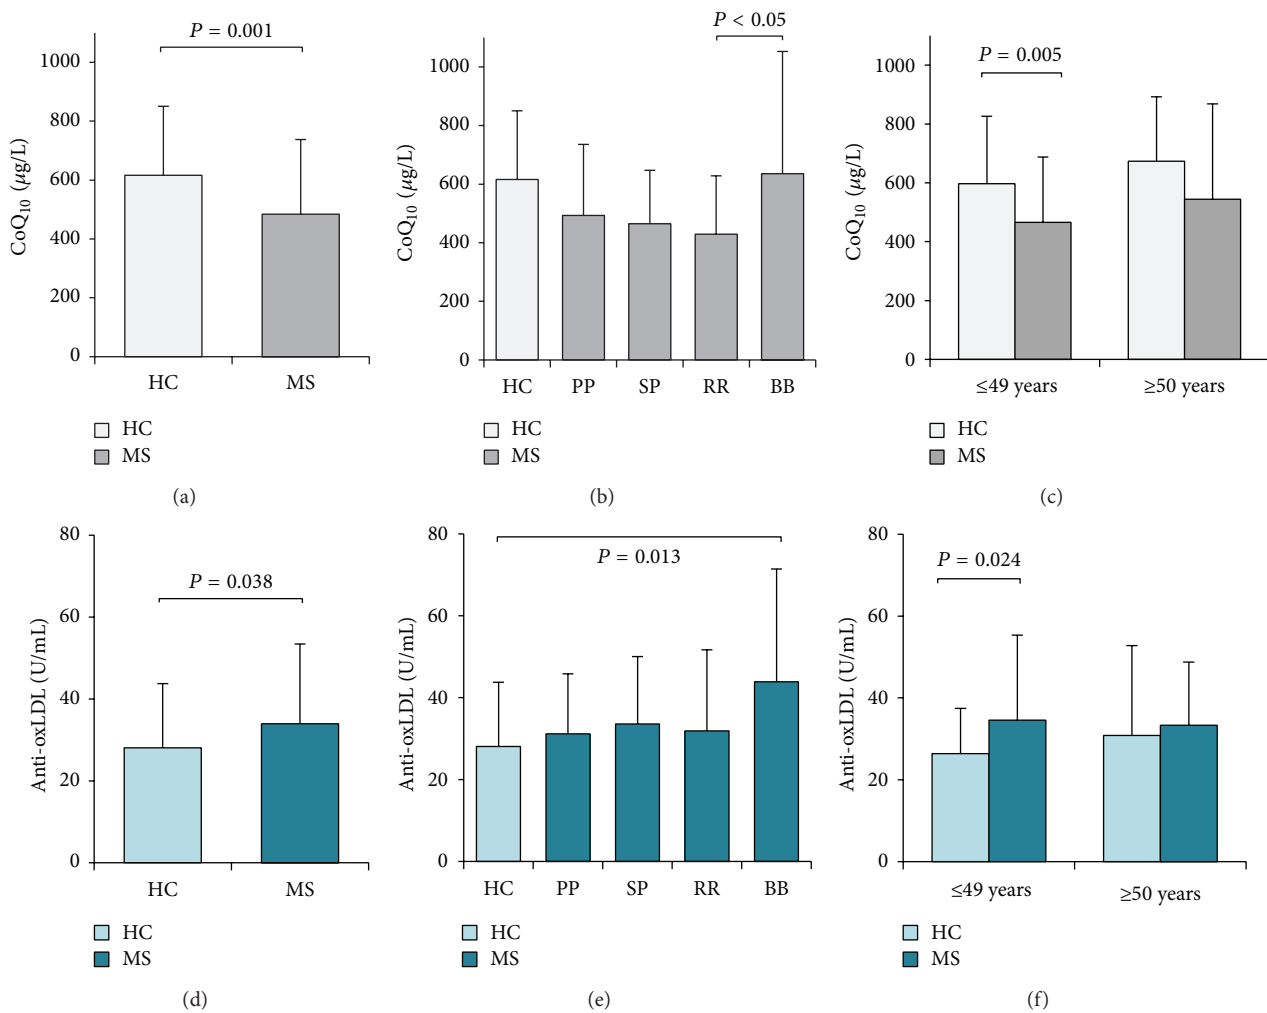 P = 0.001
1000
800
600
400
200
0
CoQ10 (μg/L)
HC MS
HC
MS
(a)
P < 0.05
1000
800
600
400
200
0
CoQ10 (μg/L)
HC PP SP RR BB
HC
MS
(b)
P = 0.005
1000
800
600
400
200
0
CoQ10 (μg/L)
≤49 years ≥50 years
HC
MS
(c)
80
60
40
20
0
P = 0.038
Anti-oxLDL (U/mL)
HC MS
HC
MS
(d)
80
60
40
20
0
P = 0.013
Anti-oxLDL (U/mL)
HC PP SP RR BB
HC
MS
(e)
80
60
40
20
0
P = 0.024
Anti-oxLDL (U/mL)
≤49 years ≥50 years
HC
MS
(f)